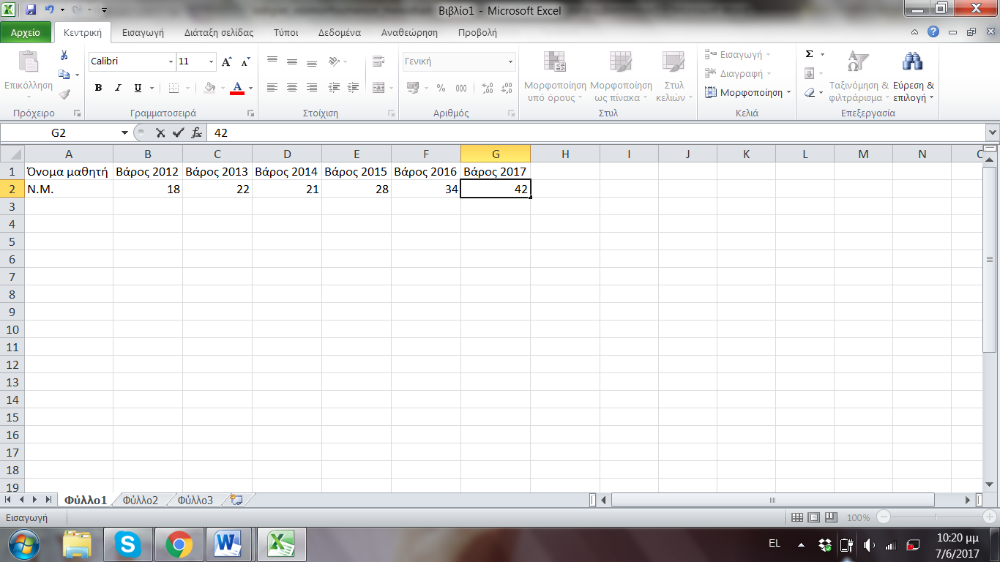 Βιβλίο1 - Microsoft Excel
Αρχείο Κεντρική Εισαγωγή Διάταξη σελίδας Τύποι Δεδομένα Αναθεώρηση Προβολή
Επικόλληση
Calibri 11
B I U A
Γενική
% 000
Μορφοποίηση υπό όρους
Μορφοποίηση ως πίνακα
Στυλ κελιών
Εισαγωγή
Διαγραφή
Μορφοποίηση
Σ
Ταξινόμηση & φιλτράρισμα
Εύρεση & επιλογή
Πρόχειρο Γραμματοσειρά Στοίχιση Αριθμός Στυλ Κελιά Επεξεργασία
G2 fx 42
A B C D E F G H I J K L M N O
1 Όνομα μαθητή Βάρος 2012 Βάρος 2013 Βάρος 2014 Βάρος 2015 Βάρος 2016 Βάρος 2017
2 Ν.Μ. 18 22 21 28 34 42
3
4
5
6
7
8
9
10
11
12
13
14
15
16
17
18
19
Φύλλο1 Φύλλο2 Φύλλο3
Εισαγωγή 100%
EL 10:20 μμ
7/6/2017